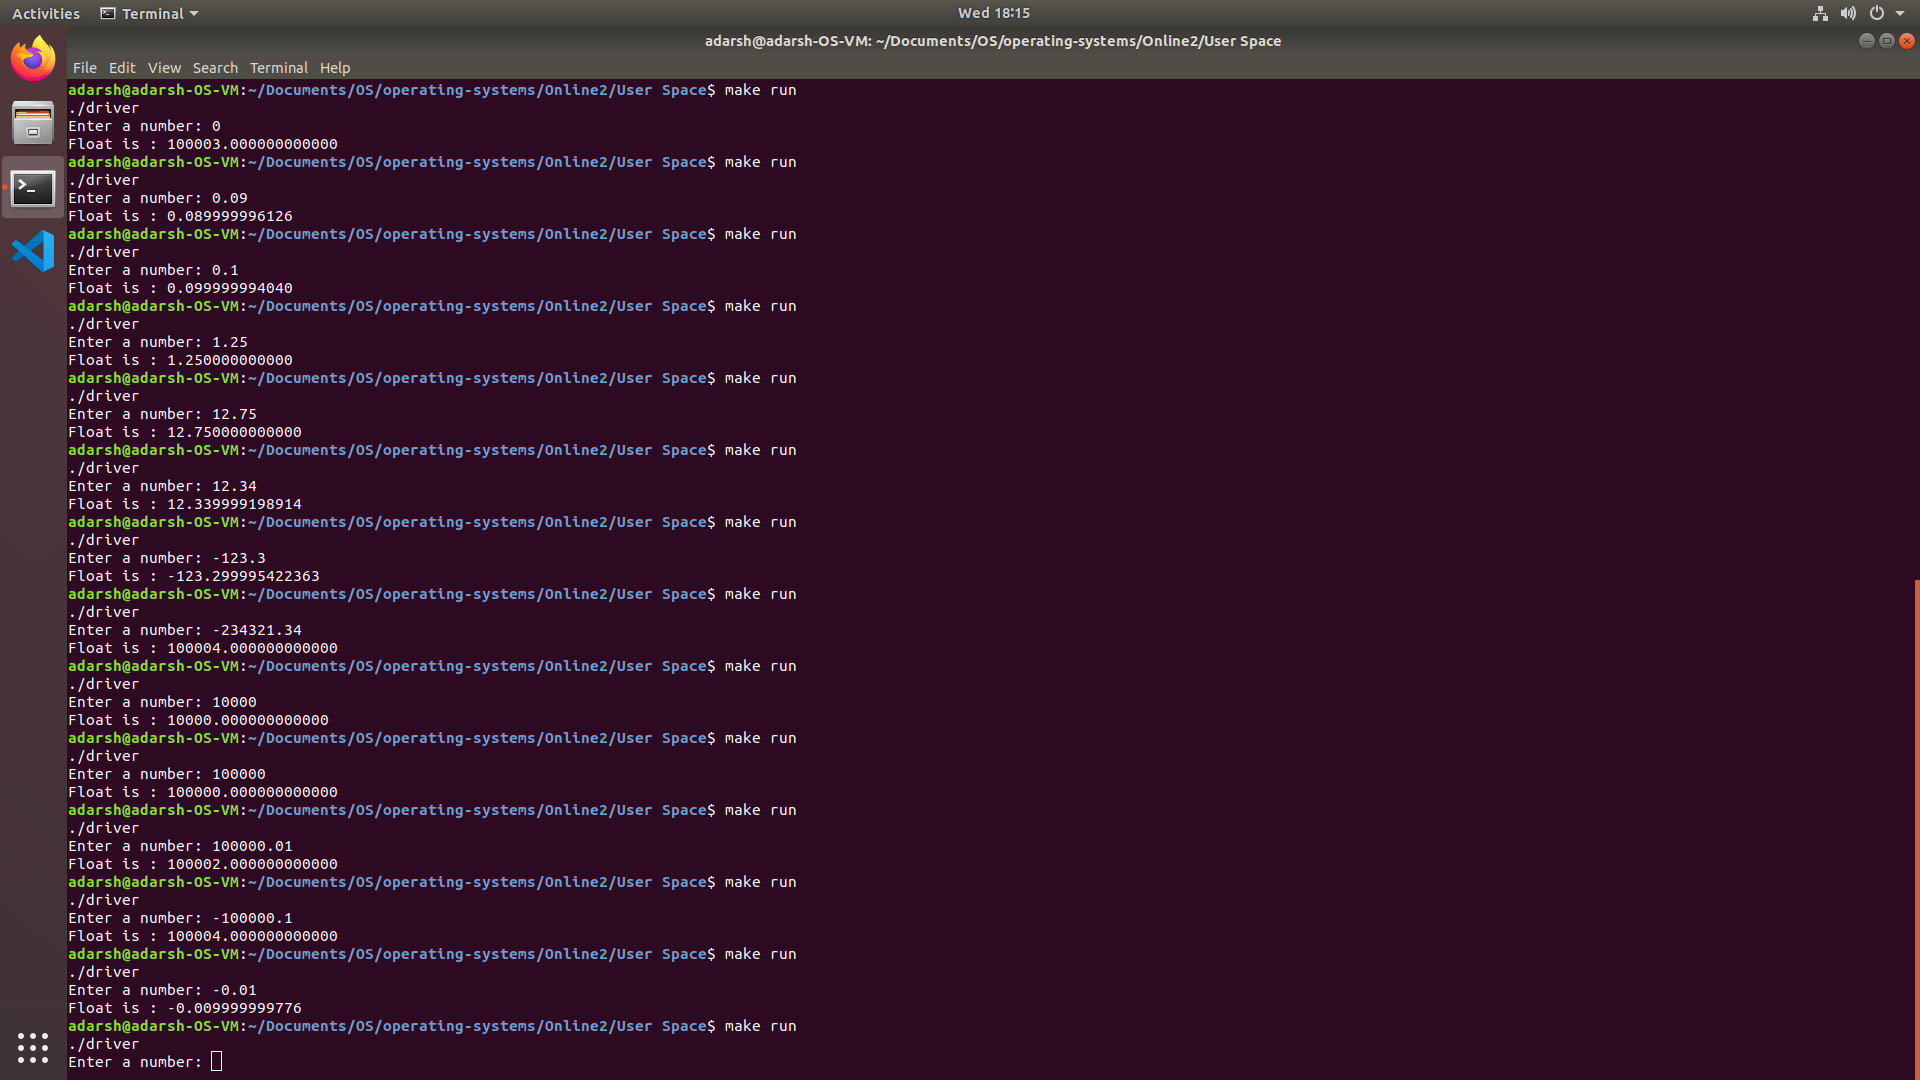 Activities Terminal Wed 18:15
adarsh@adarsh-OS-VM: ~/Documents/OS/operating-systems/Online2/User Space
File Edit View Search Terminal Help
adarsh@adarsh-OS-VM:~/Documents/OS/operating-systems/Online2/User Space$ make run
./driver
Enter a number: 0
Float is : 100003.000000000000
adarsh@adarsh-OS-VM:~/Documents/OS/operating-systems/Online2/User Space$ make run
./driver
Enter a number: 0.09
Float is : 0.089999996126
adarsh@adarsh-OS-VM:~/Documents/OS/operating-systems/Online2/User Space$ make run
./driver
Enter a number: 0.1
Float is : 0.099999994040
adarsh@adarsh-OS-VM:~/Documents/OS/operating-systems/Online2/User Space$ make run
./driver
Enter a number: 1.25
Float is : 1.250000000000
adarsh@adarsh-OS-VM:~/Documents/OS/operating-systems/Online2/User Space$ make run
./driver
Enter a number: 12.75
Float is : 12.750000000000
adarsh@adarsh-OS-VM:~/Documents/OS/operating-systems/Online2/User Space$ make run
./driver
Enter a number: 12.34
Float is : 12.339999198914
adarsh@adarsh-OS-VM:~/Documents/OS/operating-systems/Online2/User Space$ make run
./driver
Enter a number: -123.3
Float is : -123.299995422363
adarsh@adarsh-OS-VM:~/Documents/OS/operating-systems/Online2/User Space$ make run
./driver
Enter a number: -234321.34
Float is : 100004.000000000000
adarsh@adarsh-OS-VM:~/Documents/OS/operating-systems/Online2/User Space$ make run
./driver
Enter a number: 10000
Float is : 10000.000000000000
adarsh@adarsh-OS-VM:~/Documents/OS/operating-systems/Online2/User Space$ make run
./driver
Enter a number: 100000
Float is : 100000.000000000000
adarsh@adarsh-OS-VM:~/Documents/OS/operating-systems/Online2/User Space$ make run
./driver
Enter a number: 100000.01
Float is : 100002.000000000000
adarsh@adarsh-OS-VM:~/Documents/OS/operating-systems/Online2/User Space$ make run
./driver
Enter a number: -100000.1
Float is : 100004.000000000000
adarsh@adarsh-OS-VM:~/Documents/OS/operating-systems/Online2/User Space$ make run
./driver
Enter a number: -0.01
Float is : -0.009999999776
adarsh@adarsh-OS-VM:~/Documents/OS/operating-systems/Online2/User Space$ make run
./driver
Enter a number: